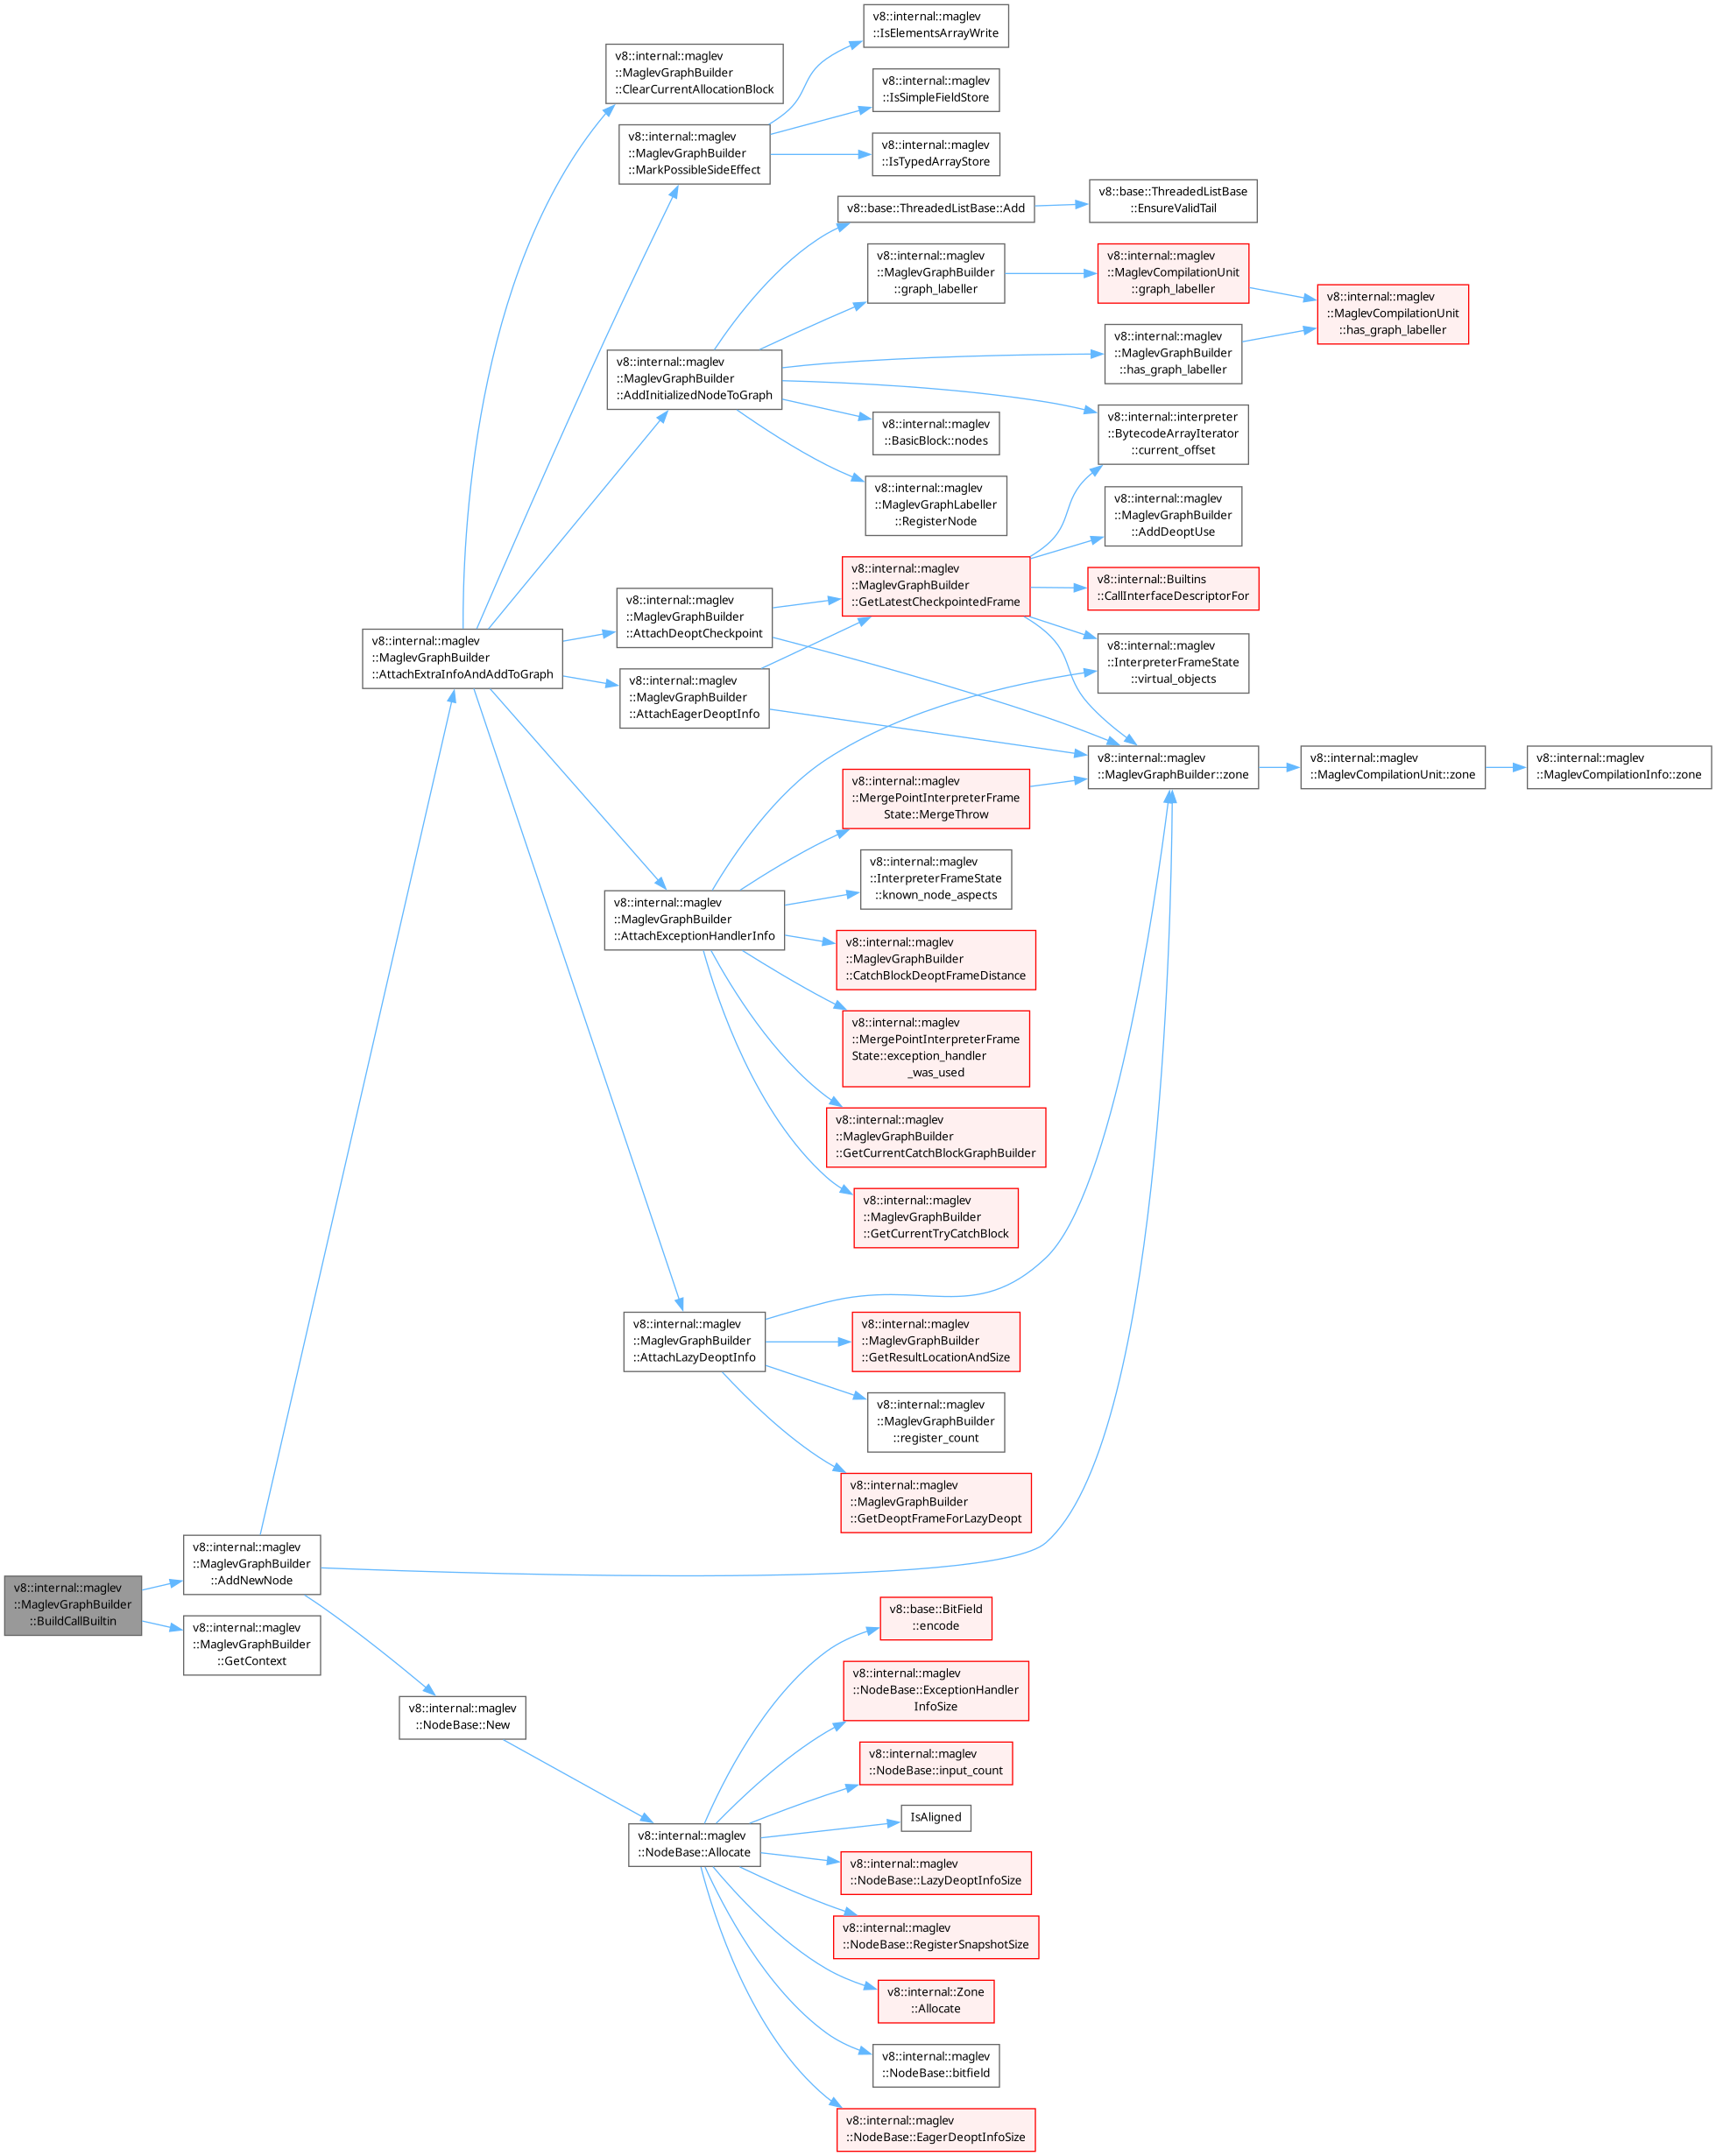 v8::internal::maglev
::IsElementsArrayWrite
v8::internal::maglev
::MaglevGraphBuilder
::ClearCurrentAllocationBlock
v8::internal::maglev
::IsSimpleFieldStore
v8::internal::maglev
::MaglevGraphBuilder
::MarkPossibleSideEffect
v8::internal::maglev
::IsTypedArrayStore
v8::base::ThreadedListBase::Add
v8::base::ThreadedListBase
::EnsureValidTail
v8::internal::maglev
::MaglevGraphBuilder
::graph_labeller
v8::internal::maglev
::MaglevCompilationUnit
::graph_labeller
v8::internal::maglev
::MaglevCompilationUnit
::has_graph_labeller
v8::internal::maglev
::MaglevGraphBuilder
::has_graph_labeller
v8::internal::maglev
::MaglevGraphBuilder
::AddInitializedNodeToGraph
v8::internal::interpreter
::BytecodeArrayIterator
::current_offset
v8::internal::maglev
::BasicBlock::nodes
v8::internal::maglev
::MaglevGraphLabeller
::RegisterNode
v8::internal::maglev
::MaglevGraphBuilder
::AddDeoptUse
v8::internal::maglev
::MaglevGraphBuilder
::GetLatestCheckpointedFrame
v8::internal::Builtins
::CallInterfaceDescriptorFor
v8::internal::maglev
::MaglevGraphBuilder
::AttachDeoptCheckpoint
v8::internal::maglev
::MaglevGraphBuilder
::AttachExtraInfoAndAddToGraph
v8::internal::maglev
::InterpreterFrameState
::virtual_objects
v8::internal::maglev
::MaglevGraphBuilder
::AttachEagerDeoptInfo
v8::internal::maglev
::MaglevGraphBuilder::zone
v8::internal::maglev
::MaglevCompilationUnit::zone
v8::internal::maglev
::MaglevCompilationInfo::zone
v8::internal::maglev
::MergePointInterpreterFrame
State::MergeThrow
v8::internal::maglev
::InterpreterFrameState
::known_node_aspects
v8::internal::maglev
::MaglevGraphBuilder
::AttachExceptionHandlerInfo
v8::internal::maglev
::MaglevGraphBuilder
::CatchBlockDeoptFrameDistance
v8::internal::maglev
::MergePointInterpreterFrame
State::exception_handler
_was_used
v8::internal::maglev
::MaglevGraphBuilder
::GetCurrentCatchBlockGraphBuilder
v8::internal::maglev
::MaglevGraphBuilder
::GetCurrentTryCatchBlock
v8::internal::maglev
::MaglevGraphBuilder
::AttachLazyDeoptInfo
v8::internal::maglev
::MaglevGraphBuilder
::GetResultLocationAndSize
v8::internal::maglev
::MaglevGraphBuilder
::register_count
v8::internal::maglev
::MaglevGraphBuilder
::GetDeoptFrameForLazyDeopt
v8::internal::maglev
::MaglevGraphBuilder
::AddNewNode
v8::internal::maglev
::MaglevGraphBuilder
::BuildCallBuiltin
v8::internal::maglev
::MaglevGraphBuilder
::GetContext
v8::base::BitField
::encode
v8::internal::maglev
::NodeBase::ExceptionHandler
InfoSize
v8::internal::maglev
::NodeBase::New
v8::internal::maglev
::NodeBase::input_count
IsAligned
v8::internal::maglev
::NodeBase::Allocate
v8::internal::maglev
::NodeBase::LazyDeoptInfoSize
v8::internal::maglev
::NodeBase::RegisterSnapshotSize
v8::internal::Zone
::Allocate
v8::internal::maglev
::NodeBase::bitfield
v8::internal::maglev
::NodeBase::EagerDeoptInfoSize